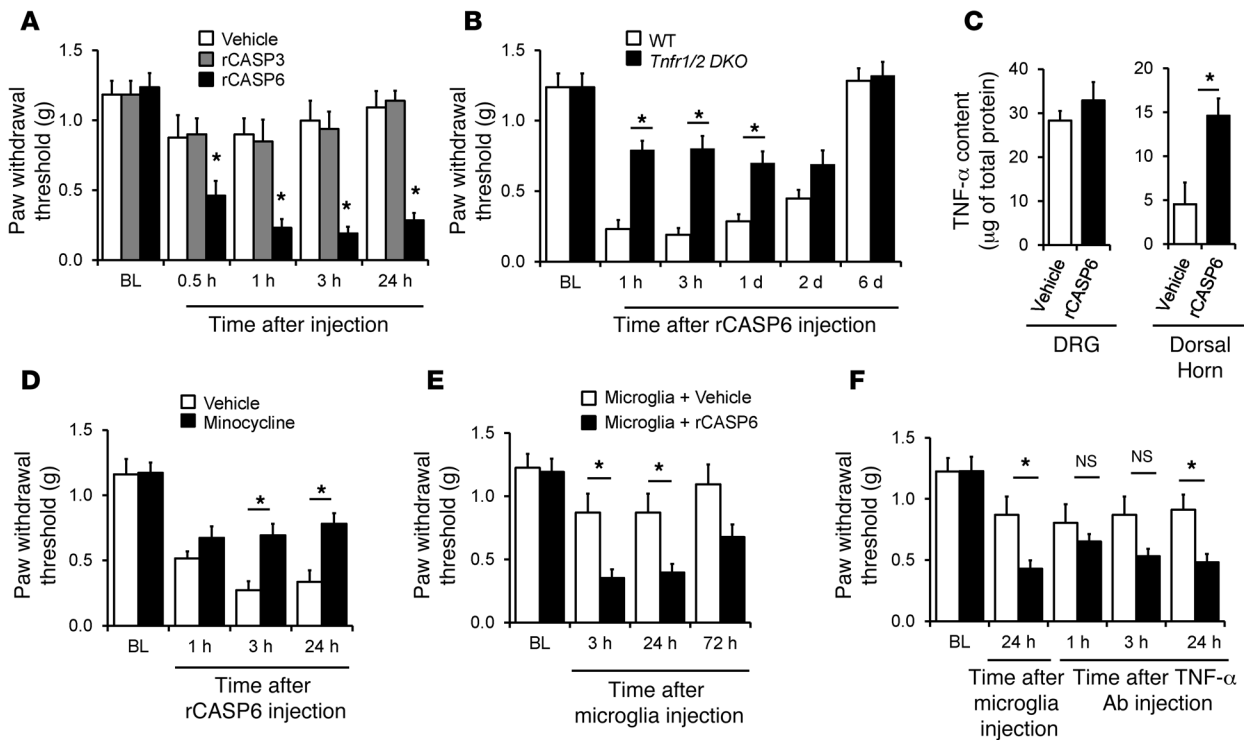 A
Vehicle
rCASP3
rCASP6
Paw withdrawal
threshold (g)
1.5
1.0
0.5
0.0
*
*
*
*
BL
0.5 h
1 h
3 h
24 h
Time after injection
B
WT
Tnfr1/2 DKO
Paw withdrawal
threshold (g)
1.5
1.0
0.5
0.0
*
*
*
BL
1 h
3 h
1 d
2 d
6 d
Time after rCASP6 injection
C
TNF-α content
(μg of total protein)
40
30
20
10
0
Vehicle
rCASP6
DRG
20
15
10
5
0
*
Vehicle
rCASP6
Dorsal
Horn
D
Vehicle
Minocycline
Paw withdrawal
threshold (g)
1.5
1.0
0.5
0.0
*
*
BL
1 h
3 h
24 h
Time after
rCASP6 injection
E
Microglia + Vehicle
Microglia + rCASP6
Paw withdrawal
threshold (g)
1.5
1.0
0.5
0.0
*
*
BL
3 h
24 h
72 h
Time after
microglia injection
F
Paw withdrawal
threshold (g)
1.5
1.0
0.5
0.0
*
NS
NS
*
BL
24 h
1 h
3 h
24 h
Time after
microglia
injection
Time after TNF-α
Ab injection